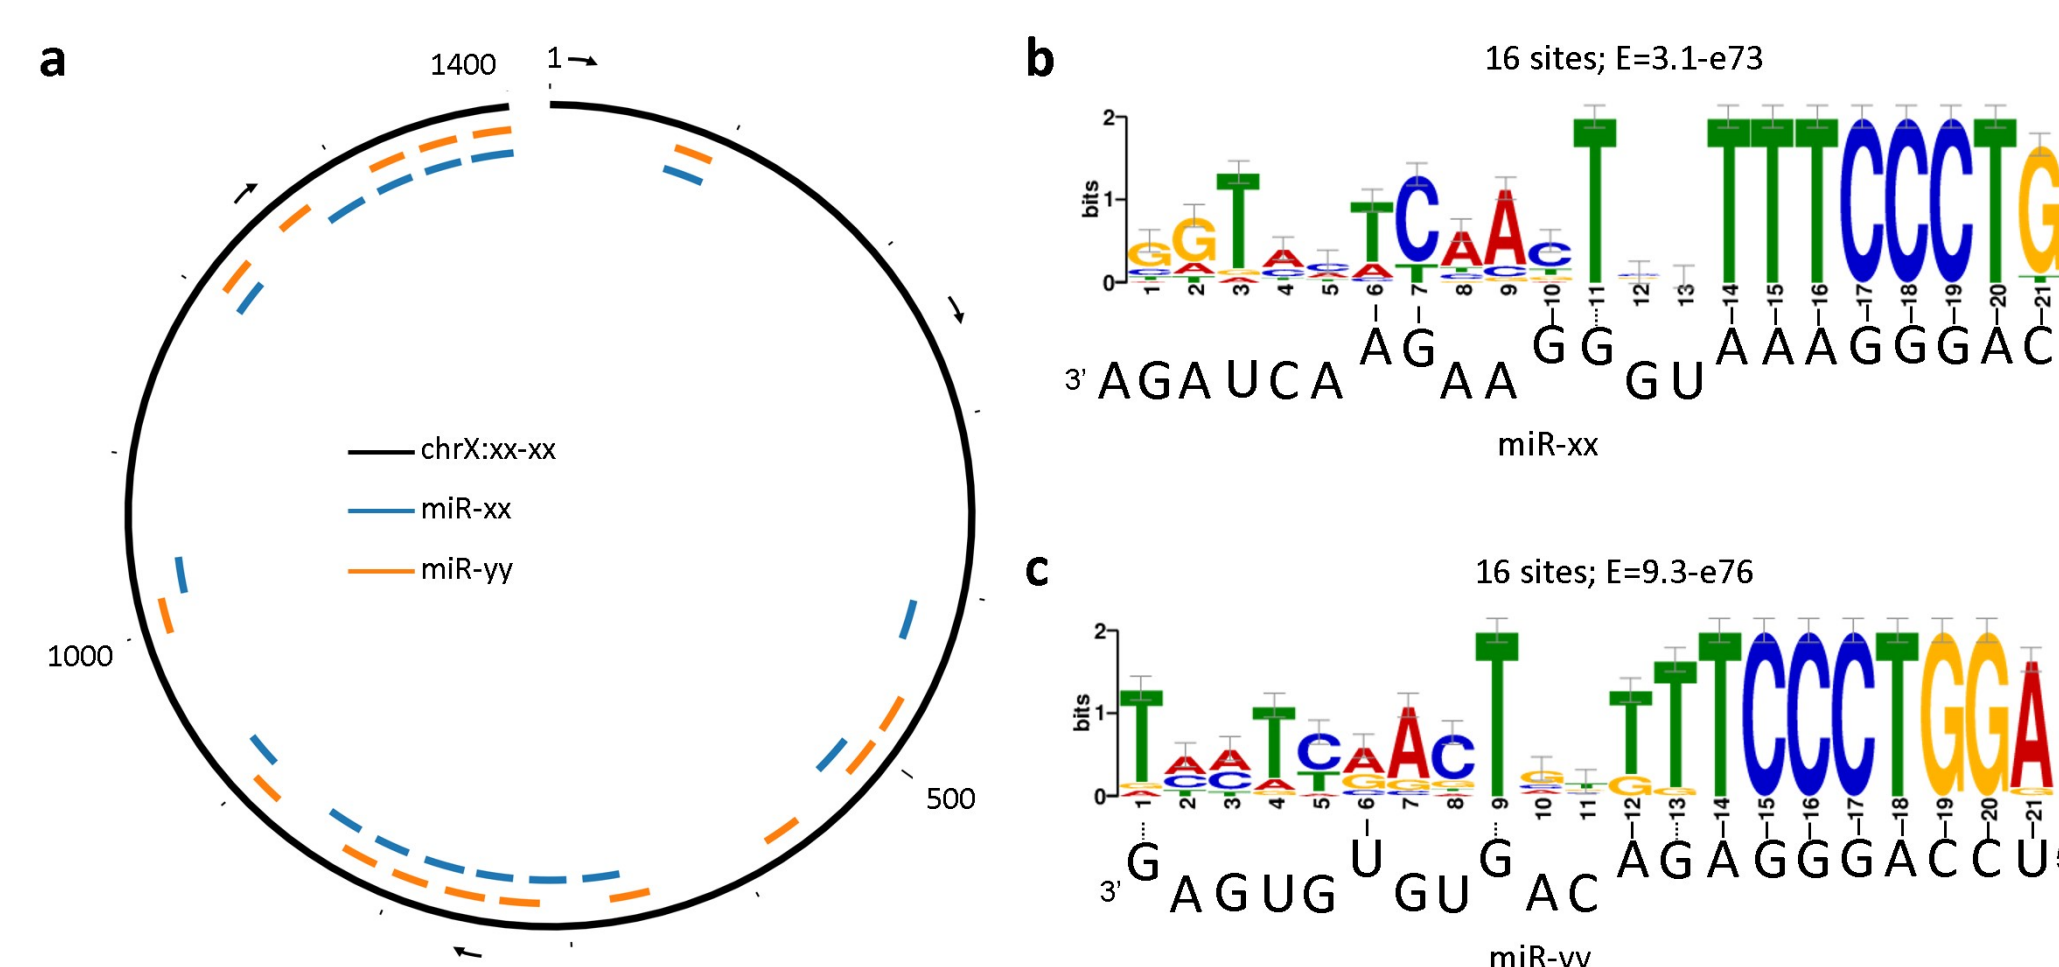 a
1400
1
chrX:xx-xx
miR-xx
miR-yy
1000
500
b
16 sites; E=3.1-e73
bits
2
1
0
G G T A C T C A A C T T T T C C C T G
1 2 3 4 5 6 7 8 9 10 11 12 13 14 15 16 17 18 19 20 21
3' A G A U C A A G A A G G G U A A A G G G A C
miR-xx
c
16 sites; E=9.3-e76
bits
2
1
0
T A A T C A A C T G T T T C C C T G G A
1 2 3 4 5 6 7 8 9 10 11 12 13 14 15 16 17 18 19 20 21
3' G A G U G U G U G A C A G A G G G A C C U
miR-yy